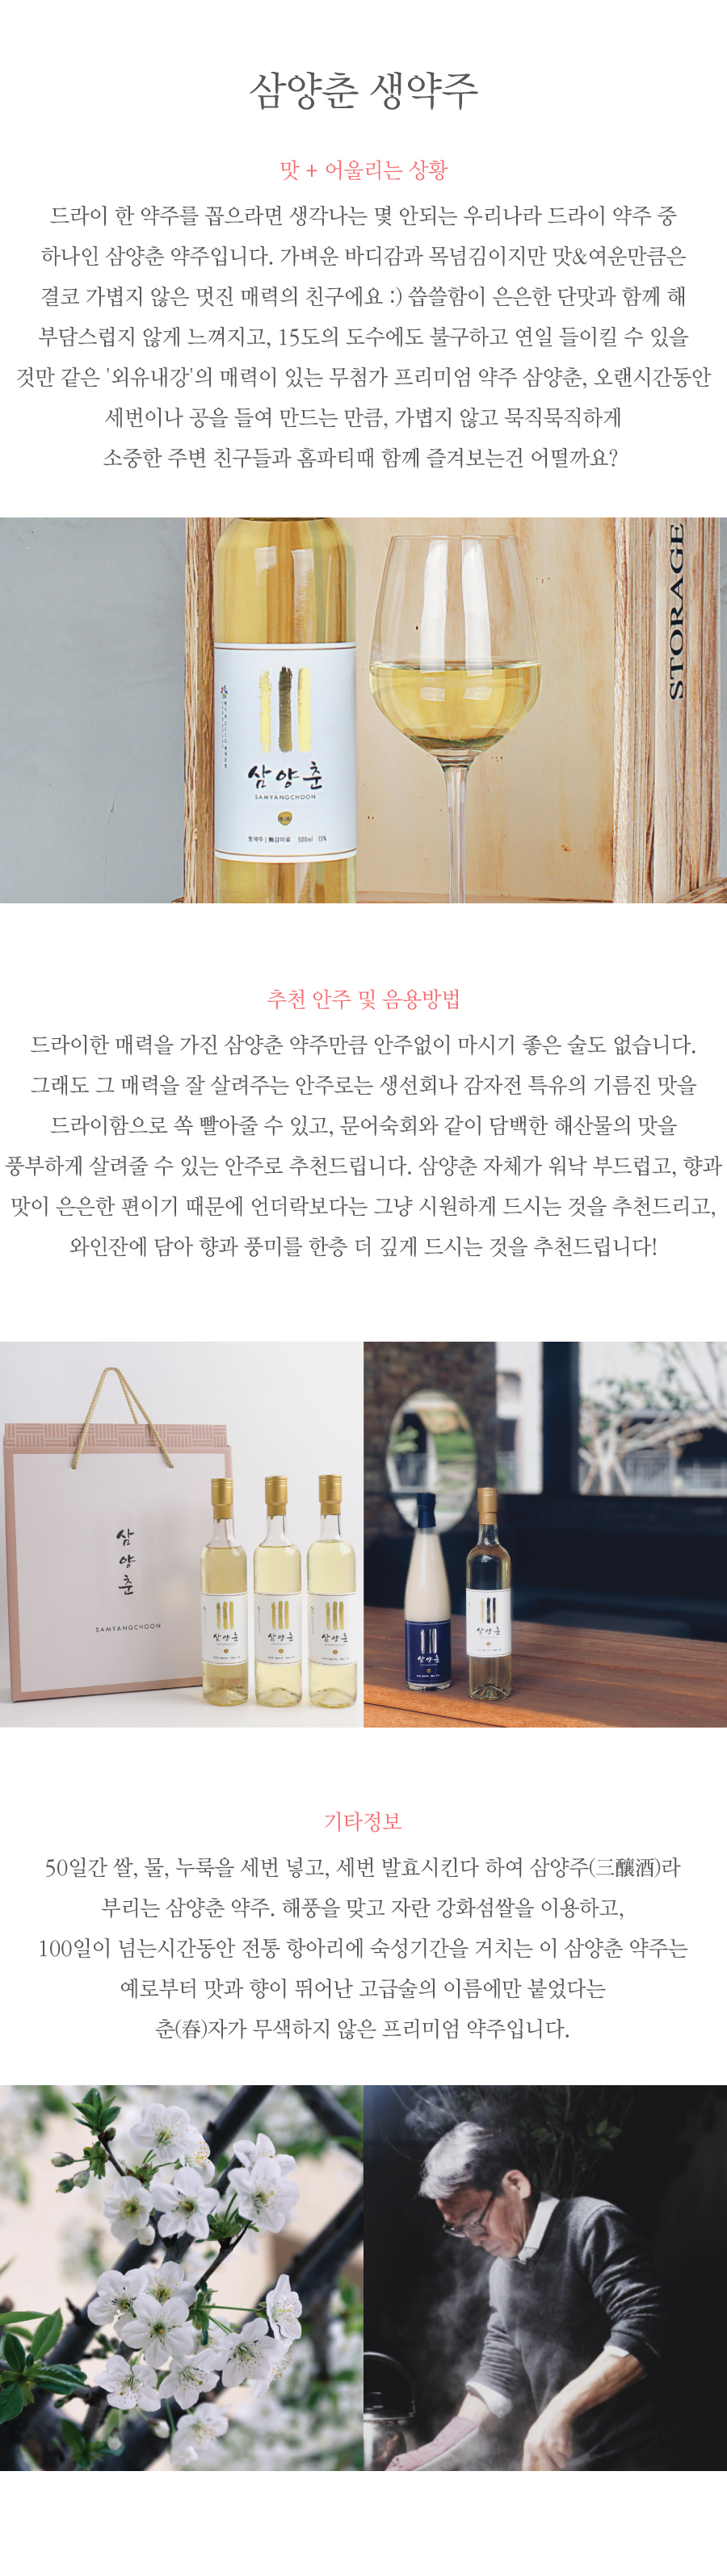 삼양춘 생약주
맛 + 어울리는 상황
드라이 한 약주를 꼽으라면 생각나는 몇 안되는 우리나라 드라이 약주 중
하나인 삼양춘 약주입니다. 가벼운 바디감과 목넘김이지만 맛&여운만큼은
결코 가볍지 않은 멋진 매력의 친구에요 :) 씁쓸함이 은은한 단맛과 함께 해
부담스럽지 않게 느껴지고, 15도의 도수에도 불구하고 연일 들이킬 수 있을
것만 같은 '외유내강'의 매력이 있는 무첨가 프리미엄 약주 삼양춘, 오랜시간동안
세번이나 공을 들여 만드는 만큼, 가볍지 않고 묵직묵직하게
소중한 주변 친구들과 홈파티때 함께 즐겨보는건 어떨까요?
STORAGE
삼양춘
SAMYANGCHOON
生약주 | 無감미료 500ml 15%
추천 안주 및 음용방법
드라이한 매력을 가진 삼양춘 약주만큼 안주없이 마시기 좋은 술도 없습니다.
그래도 그 매력을 잘 살려주는 안주로는 생선회나 감자전 특유의 기름진 맛을
드라이함으로 쏙 빨아줄 수 있고, 문어숙회와 같이 담백한 해산물의 맛을
풍부하게 살려줄 수 있는 안주로 추천드립니다. 삼양춘 자체가 워낙 부드럽고, 향과
맛이 은은한 편이기 때문에 언더락보다는 그냥 시원하게 드시는 것을 추천드리고,
와인잔에 담아 향과 풍미를 한층 더 깊게 드시는 것을 추천드립니다!
삼양춘
SAMYANGCHOON
삼양춘
삼양춘
삼양춘
삼양춘
삼양춘
기타정보
50일간 쌀, 물, 누룩을 세번 넣고, 세번 발효시킨다 하여 삼양주(三釀酒)라
부리는 삼양춘 약주. 해풍을 맞고 자란 강화섬쌀을 이용하고,
100일이 넘는시간동안 전통 항아리에 숙성기간을 거치는 이 삼양춘 약주는
예로부터 맛과 향이 뛰어난 고급술의 이름에만 붙었다는
춘(春)자가 무색하지 않은 프리미엄 약주입니다.